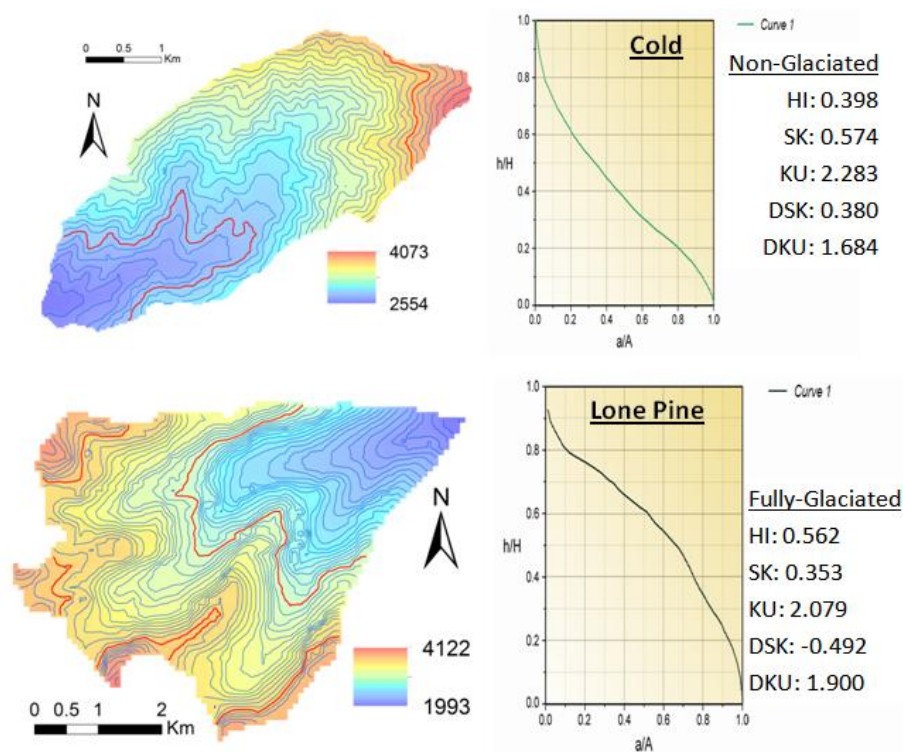 0 0.5 1
Km
N
4073
2554
1.0
0.8
0.6
h/H
0.4
0.2
0.0
0.0 0.2 0.4 0.6 0.8 1.0
a/A
Cold
Curve 1
Non-Glaciated
HI: 0.398
SK: 0.574
KU: 2.283
DSK: 0.380
DKU: 1.684
N
4122
1993
0 0.5 1 2
Km
1.0
0.8
0.6
h/H
0.4
0.2
0.0
0.0 0.2 0.4 0.6 0.8 1.0
a/A
Lone Pine
Curve 1
Fully-Glaciated
HI: 0.562
SK: 0.353
KU: 2.079
DSK: -0.492
DKU: 1.900